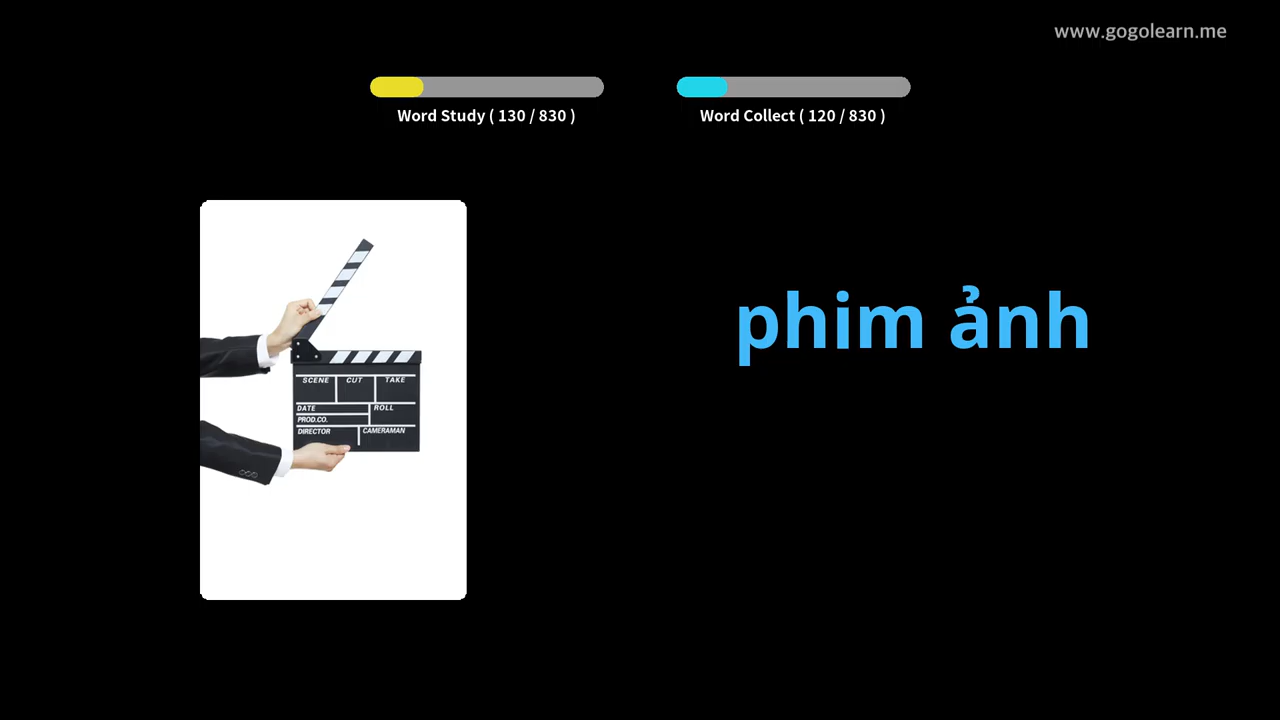 www.gogolearn.me
Word Study ( 130 / 830 )
Word Collect ( 120 / 830 )
phim ảnh
SCENE CUT TAKE
DATE ROLL
PROD.CO.
DIRECTOR CAMERAMAN